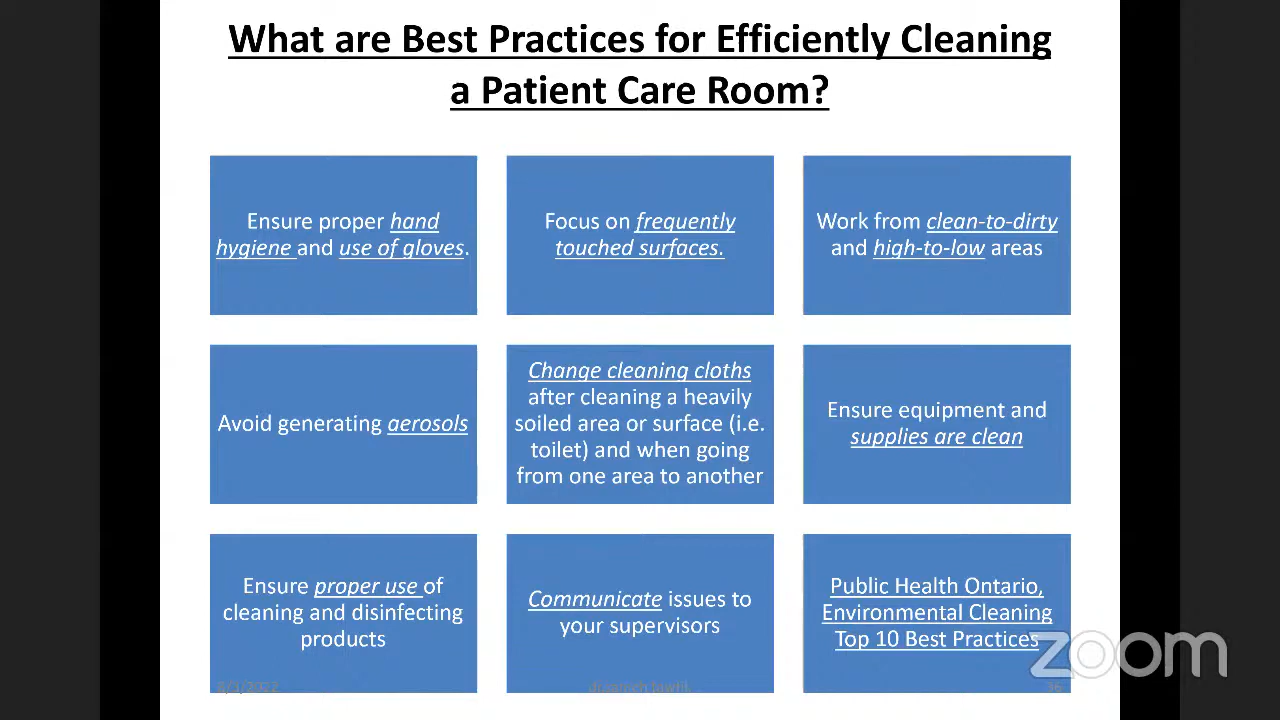 What are Best Practices for Efficiently Cleaning
a Patient Care Room?
Ensure proper hand
hygiene and use of gloves.
Focus on frequently
touched surfaces.
Work from clean-to-dirty
and high-to-low areas
Avoid generating aerosols
Change cleaning cloths
after cleaning a heavily
soiled area or surface (i.e.
toilet) and when going
from one area to another
Ensure equipment and
supplies are clean
Ensure proper use of
cleaning and disinfecting
products
Communicate issues to
your supervisors
Public Health Ontario,
Environmental Cleaning
Top 10 Best Practices
zoom